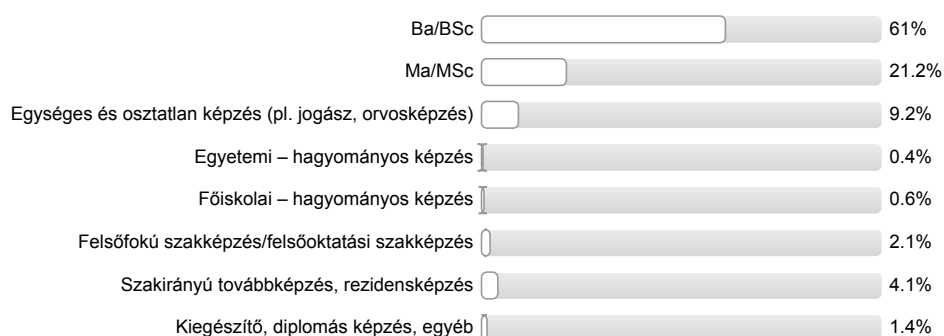 Ba/BSc 61%
Ma/MSc 21.2%
Egységes és osztatlan képzés (pl. jogász, orvosképzés) 9.2%
Egyetemi – hagyományos képzés 0.4%
Főiskolai – hagyományos képzés 0.6%
Felsőfokú szakképzés/felsőoktatási szakképzés 2.1%
Szakirányú továbbképzés, rezidensképzés 4.1%
Kiegészítő, diplomás képzés, egyéb 1.4%